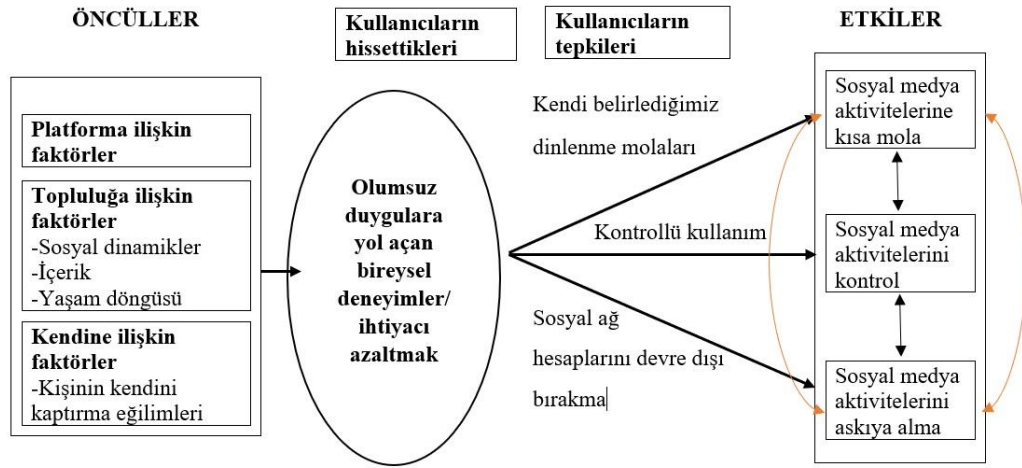 ÖNCÜLLER
Kullanıcıların
hissettikleri
Kullanıcıların
tepkileri
ETKİLER
Platforma ilişkin
faktörler
Topluluğa ilişkin
faktörler
-Sosyal dinamikler
-İçerik
-Yaşam döngüsü
Kendine ilişkin
faktörler
-Kişinin kendini
kaptırma eğilimleri
Olumsuz
duygulara
yol açan
bireysel
deneyimler/
ihtiyacı
azaltmak
Kendi belirlediğimiz
dinlenme molaları
Kontrollü kullanım
Sosyal ağ
hesaplarını devre dışı
bırakma
Sosyal medya
aktivitelerine
kısa mola
Sosyal medya
aktivitelerini
kontrol
Sosyal medya
aktivitelerini
askıya alma